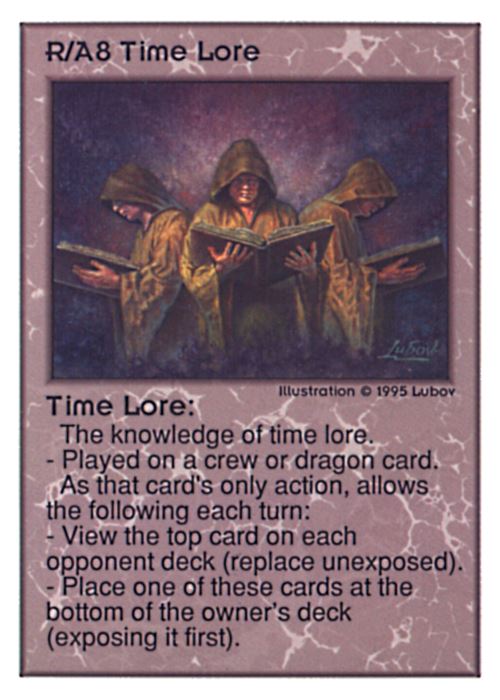 R/A8 Time Lore
Lubov
Illustration © 1995 Lubov
Time Lore:
The knowledge of time lore.
- Played on a crew or dragon card.
As that card's only action, allows
the following each turn:
- View the top card on each
opponent deck (replace unexposed).
- Place one of these cards at the
bottom of the owner's deck
(exposing it first).